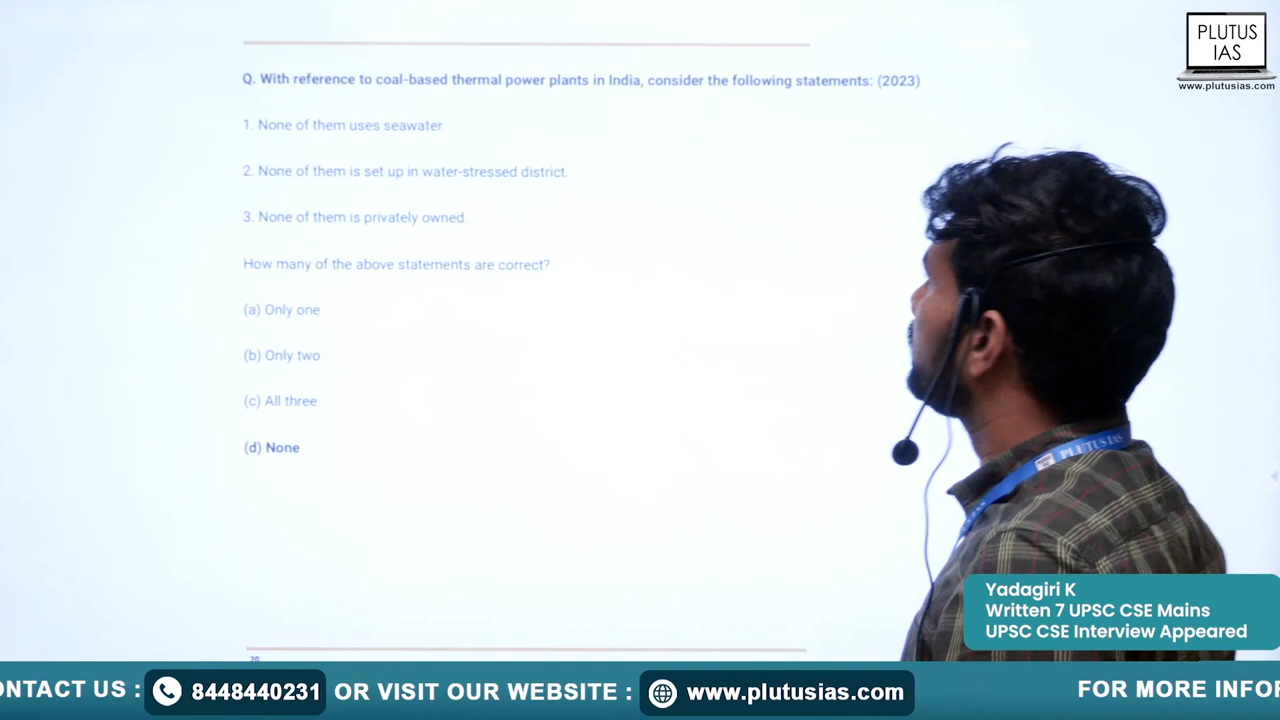 PLUTUS
IAS
www.plutusias.com
Q. With reference to coal-based thermal power plants in India, consider the following statements: (2023)
1. None of them uses seawater.
2. None of them is set up in water-stressed district.
3. None of them is privately owned.
How many of the above statements are correct?
(a) Only one
(b) Only two
(c) All three
(d) None
PLUTUS IAS
Yadagiri K
Written 7 UPSC CSE Mains
UPSC CSE Interview Appeared
20
ONTACT US : 8448440231 OR VISIT OUR WEBSITE : www.plutusias.com FOR MORE INFOR